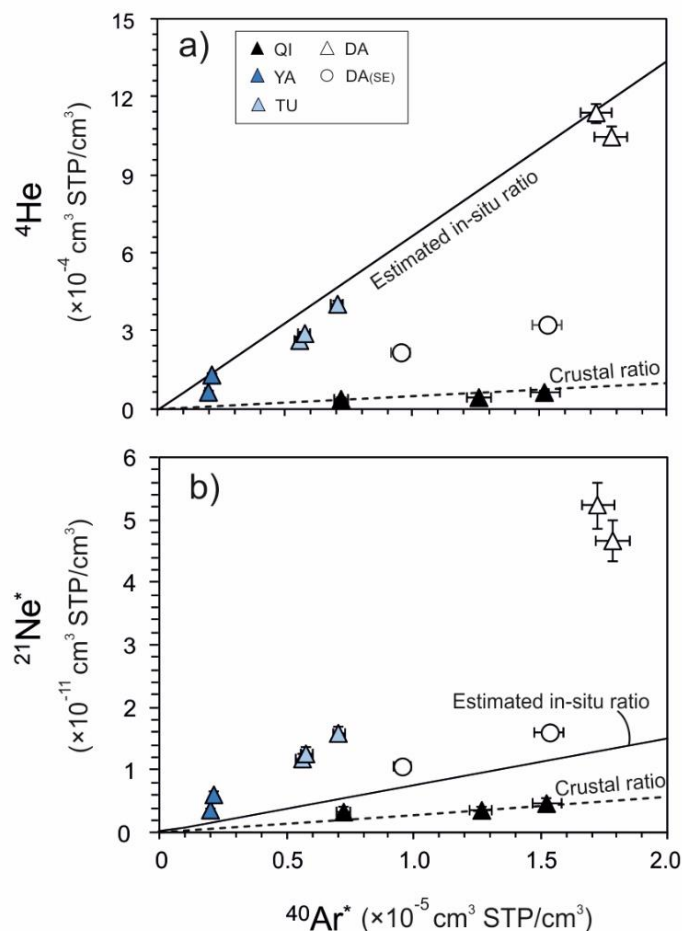 a)
QI DA
YA DA(SE)
TU
15
12
9
6
3
0
⁴He
(×10⁻⁴ cm³ STP/cm³)
Estimated in-situ ratio
Crustal ratio
b)
6
5
4
3
2
1
0
²¹Ne*
(×10⁻¹¹ cm³ STP/cm³)
Estimated in-situ ratio
Crustal ratio
0 0.5 1.0 1.5 2.0
⁴⁰Ar* (×10⁻⁵ cm³ STP/cm³)